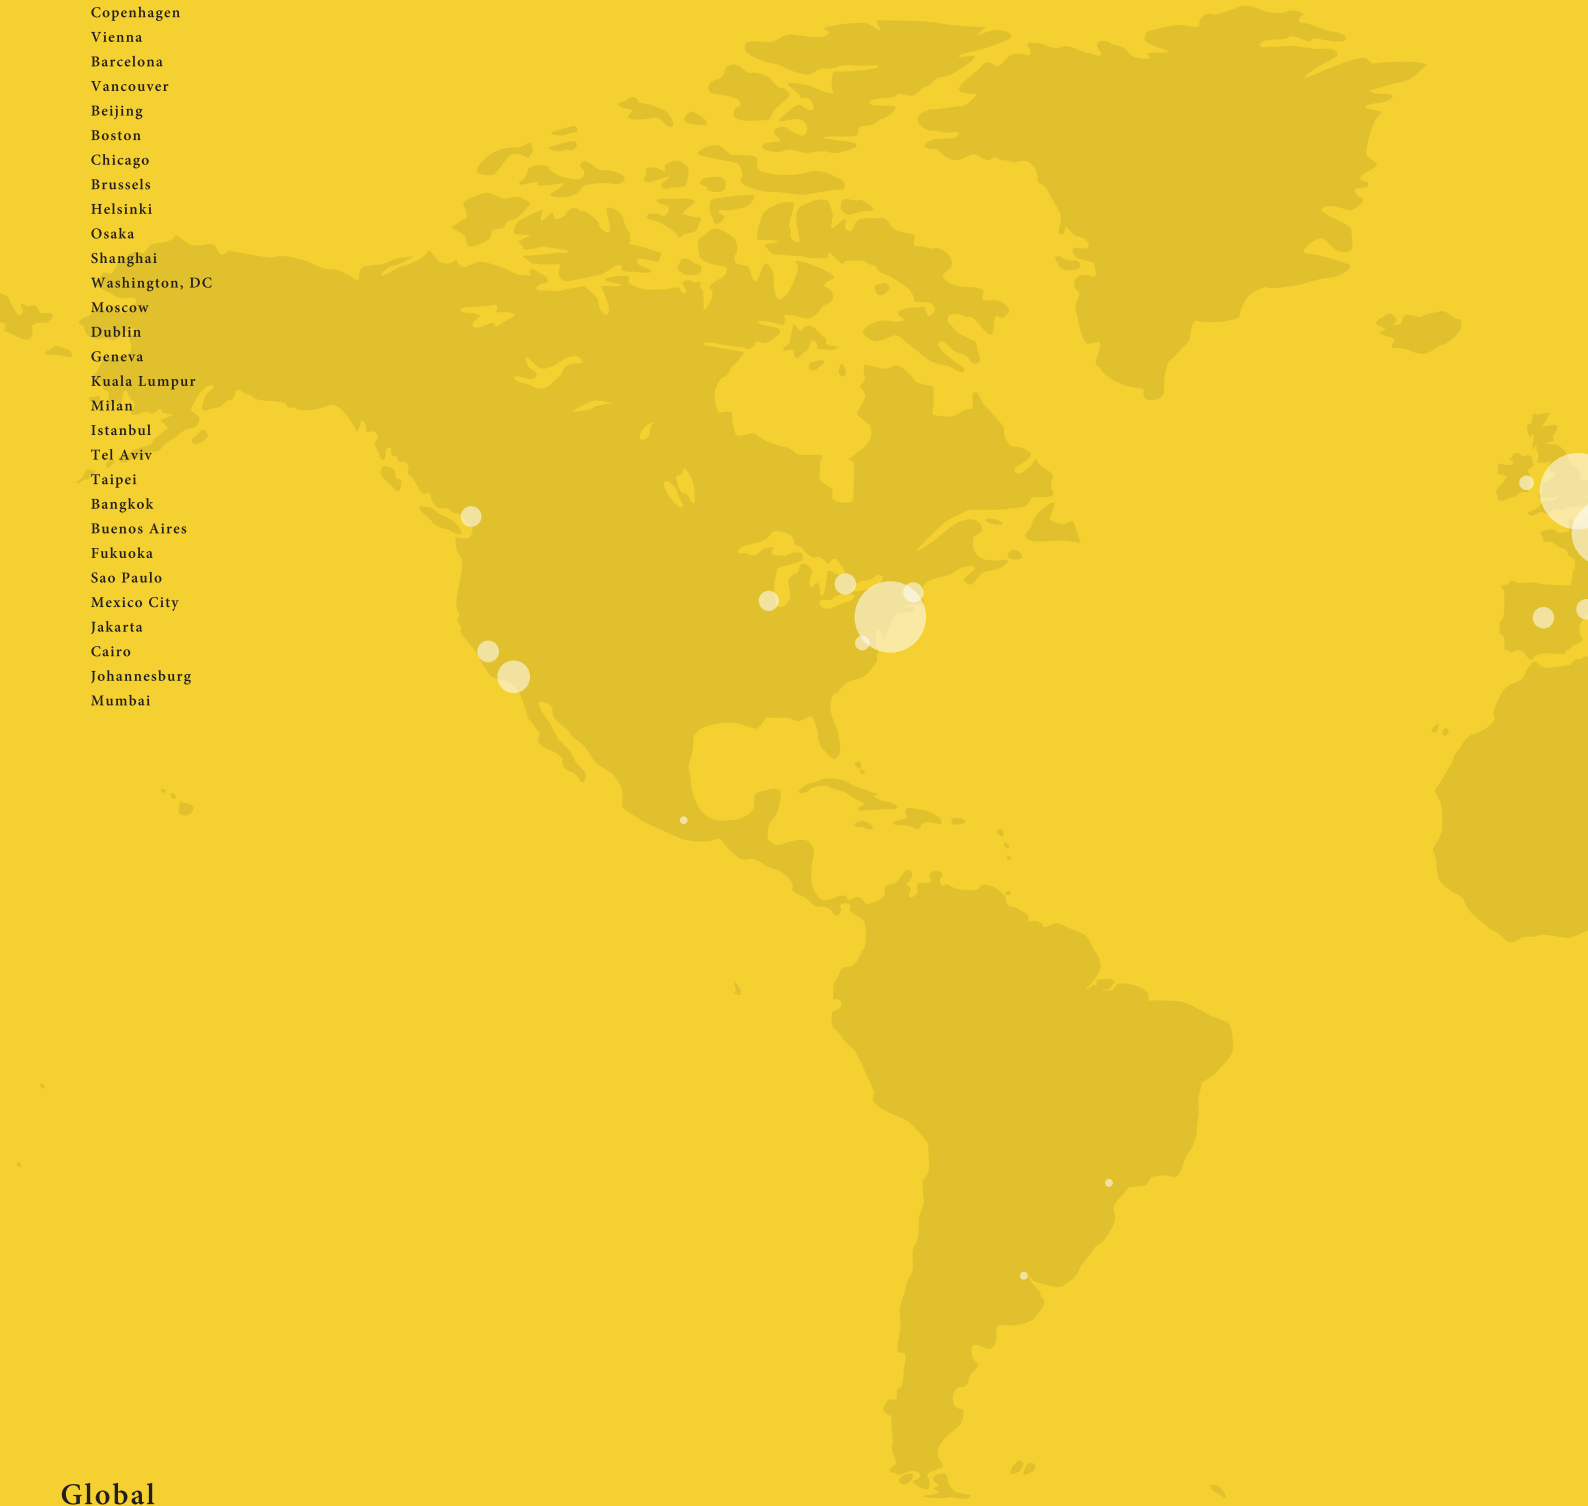 Copenhagen
Vienna
Barcelona
Vancouver
Beijing
Boston
Chicago
Brussels
Helsinki
Osaka
Shanghai
Washington, DC
Moscow
Dublin
Geneva
Kuala Lumpur
Milan
Istanbul
Tel Aviv
Taipei
Bangkok
Buenos Aires
Fukuoka
Sao Paulo
Mexico City
Jakarta
Cairo
Johannesburg
Mumbai
Global